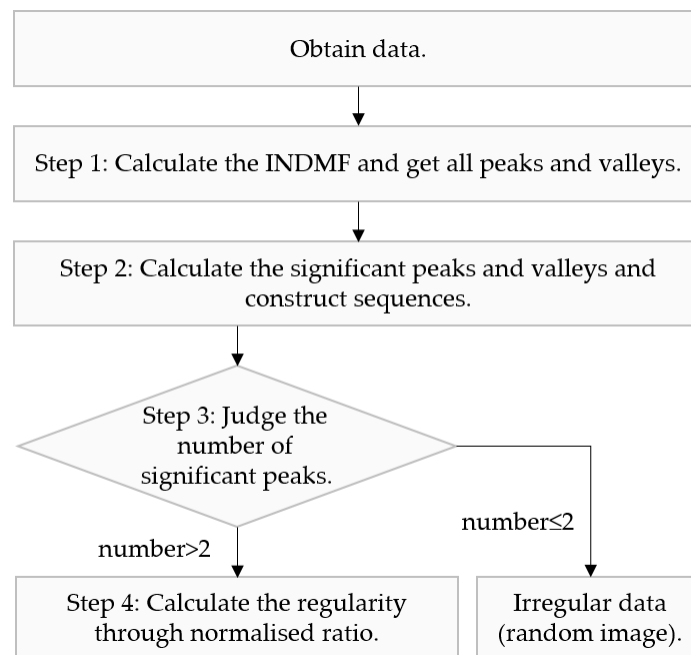 Obtain data.
Step 1: Calculate the INDMF and get all peaks and valleys.
Step 2: Calculate the significant peaks and valleys and
construct sequences.
Step 3: Judge the
number of
significant peaks.
number≤2
number>2
Step 4: Calculate the regularity
through normalised ratio.
Irregular data
(random image).